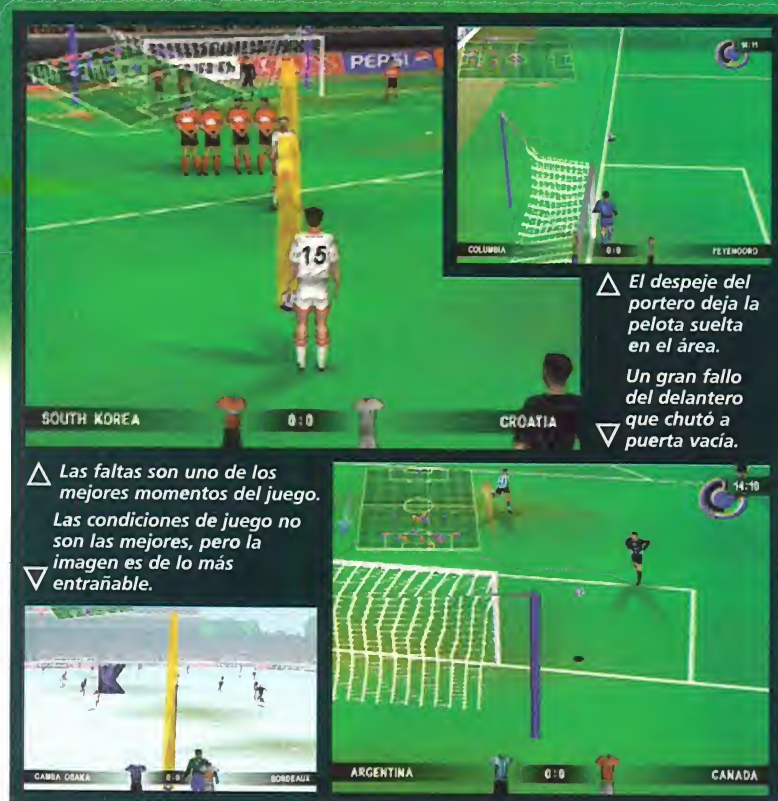 PEPSI
15
SOUTH KOREA
0:0
CROATIA
COLUMBIA
0:0
FEYENOORD
△ El despeje del
portero deja la
pelota suelta
en el área.
Un gran fallo
del delantero
que chutó a
▽ puerta vacía.
△ Las faltas son uno de los
mejores momentos del juego.
Las condiciones de juego no
son las mejores, pero la
imagen es de lo más
▽ entrañable.
14:10
GAMBA OSAKA
0:0
BORDEAUX
ARGENTINA
0:0
CANADA